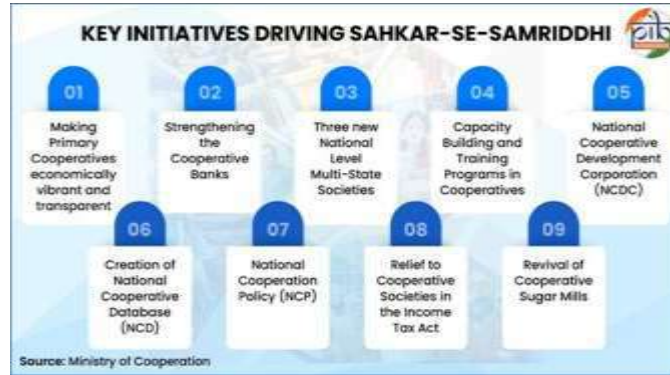 KEY INITIATIVES DRIVING SAHKAR-SE-SAMRIDDHI
pib
01
Making
Primary
Cooperatives
economically
vibrant and
transparent
02
Strengthening
the
Cooperative
Banks
03
Three new
National
Level
Multi-State
Societies
04
Capacity
Building and
Training
Programs in
Cooperatives
05
National
Cooperative
Development
Corporation
(NCDC)
06
Creation of
National
Cooperative
Database
(NCD)
07
National
Cooperation
Policy (NCP)
08
Relief to
Cooperative
Societies in
the Income
Tax Act
09
Revival of
Cooperative
Sugar Mills
Source: Ministry of Cooperation